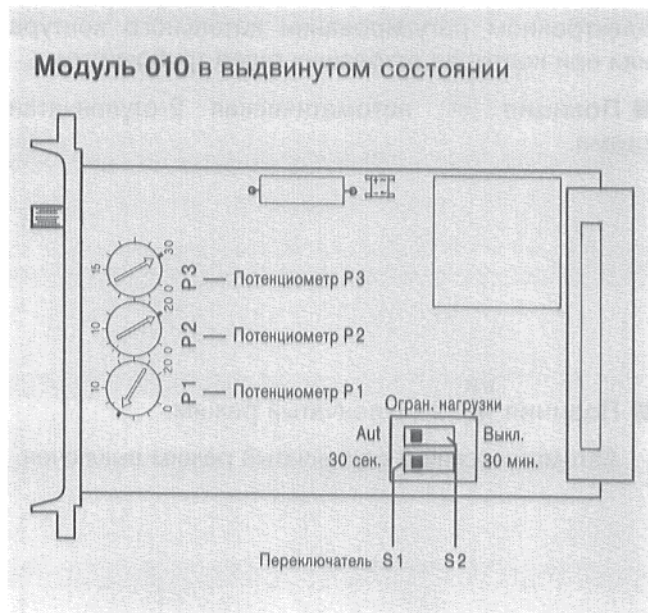 Модуль 010 в выдвинутом состоянии
15
30
0
P3
Потенциометр P3
10
20
0
P2
Потенциометр P2
10
20
0
P1
Потенциометр P1
Огран. нагрузки
Aut
Выкл.
30 сек.
30 мин.
Переключатель S1 S2